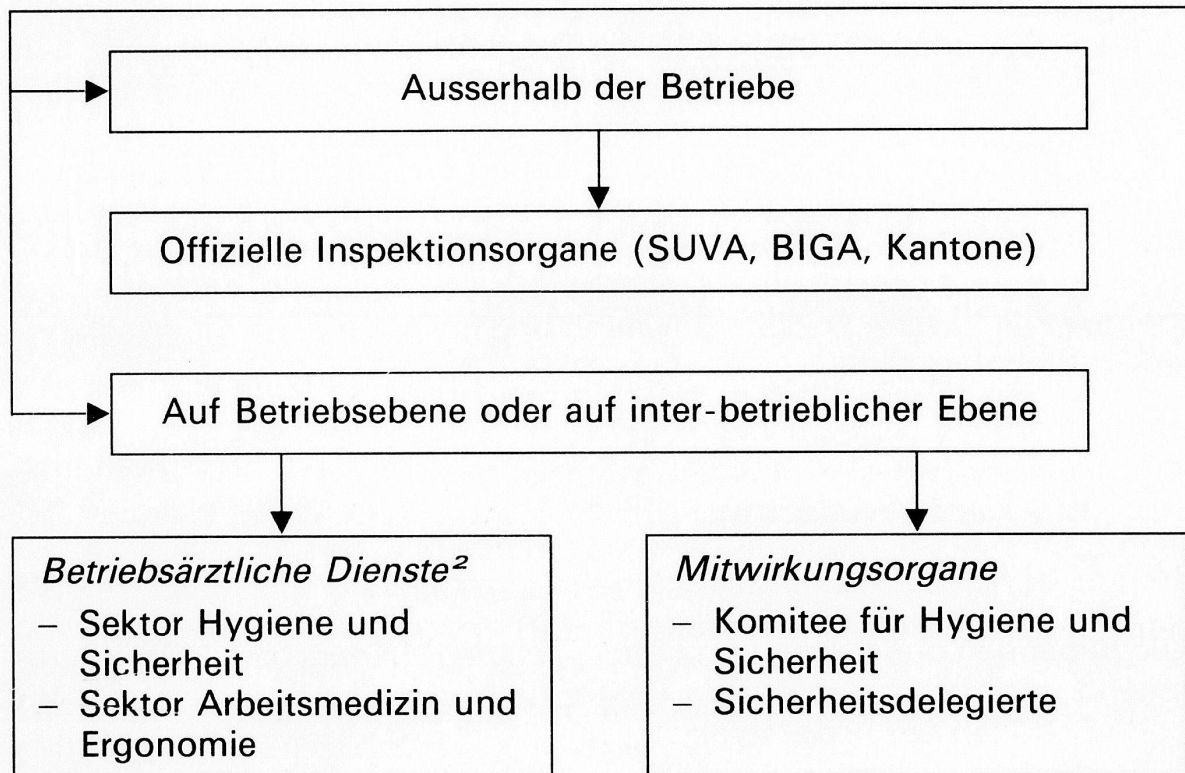 Ausserhalb der Betriebe
Offizielle Inspektionsorgane (SUVA, BIGA, Kantone)
Auf Betriebsebene oder auf inter-betrieblicher Ebene
Betriebsärztliche Dienste²
– Sektor Hygiene und
Sicherheit
– Sektor Arbeitsmedizin und
Ergonomie
Mitwirkungsorgane
– Komitee für Hygiene und
Sicherheit
– Sicherheitsdelegierte